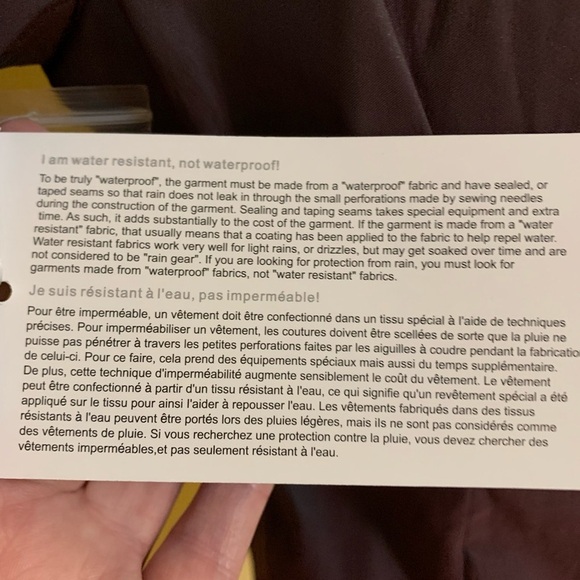 I am water resistant, not waterproof!
To be truly "waterproof", the garment must be made from a "waterproof" fabric and have sealed, or
taped seams so that rain does not leak in through the small perforations made by sewing needles
during the construction of the garment. Sealing and taping seams takes special equipment and extra
time. As such, it adds substantially to the cost of the garment. If the garment is made from a "water
resistant" fabric, that usually means that a coating has been applied to the fabric to help repel water.
Water resistant fabrics work very well for light rains, or drizzles, but may get soaked over time and are
not considered to be "rain gear". If you are looking for protection from rain, you must look for
garments made from "waterproof" fabrics, not "water resistant" fabrics.
Je suis résistant à l'eau, pas imperméable!
Pour être imperméable, un vêtement doit être confectionné dans un tissu spécial à l'aide de techniques
précises. Pour imperméabiliser un vêtement, les coutures doivent être scellées de sorte que la pluie ne
puisse pas pénétrer à travers les petites perforations faites par les aiguilles à coudre pendant la fabricatio
de celui-ci. Pour ce faire, cela prend des équipements spéciaux mais aussi du temps supplémentaire.
De plus, cette technique d'imperméabilité augmente sensiblement le coût du vêtement. Le vêtement
peut être confectionné à partir d'un tissu résistant à l'eau, ce qui signifie qu'un revêtement spécial a été
appliqué sur le tissu pour ainsi l'aider à repousser l'eau. Les vêtements fabriqués dans des tissus
résistants à l'eau peuvent être portés lors des pluies légères, mais ils ne sont pas considérés comme
des vêtements de pluie. Si vous recherchez une protection contre la pluie, vous devez chercher des
vêtements imperméables,et pas seulement résistant à l'eau.